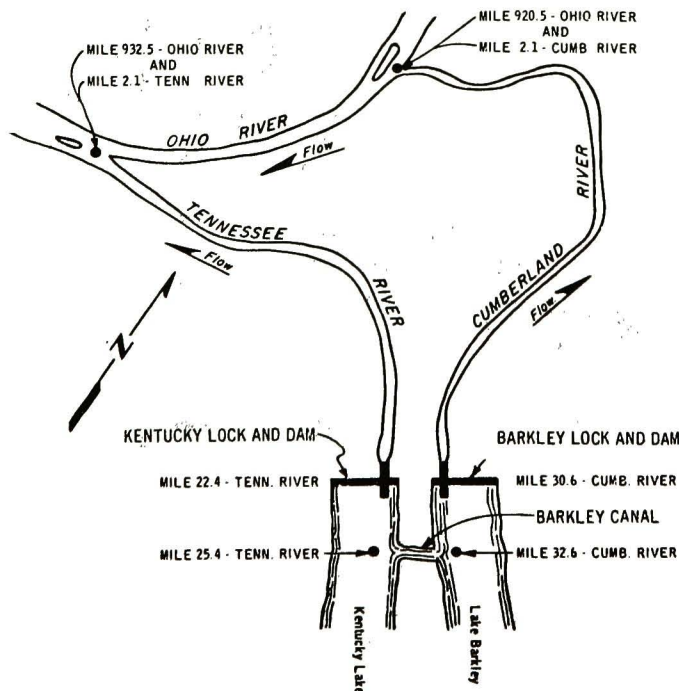 MILE 920.5 - OHIO RIVER
AND
MILE 2.1 - CUMB RIVER
MILE 932.5 - OHIO RIVER
AND
MILE 2.1 - TENN RIVER
OHIO RIVER
Flow
TENNESSEE RIVER
Flow
CUMBERLAND RIVER
Flow
N
KENTUCKY LOCK AND DAM
BARKLEY LOCK AND DAM
MILE 22.4 - TENN. RIVER
MILE 30.6 - CUMB. RIVER
BARKLEY CANAL
MILE 25.4 - TENN. RIVER
MILE 32.6 - CUMB. RIVER
Kentucky Lake
Lake Barkley